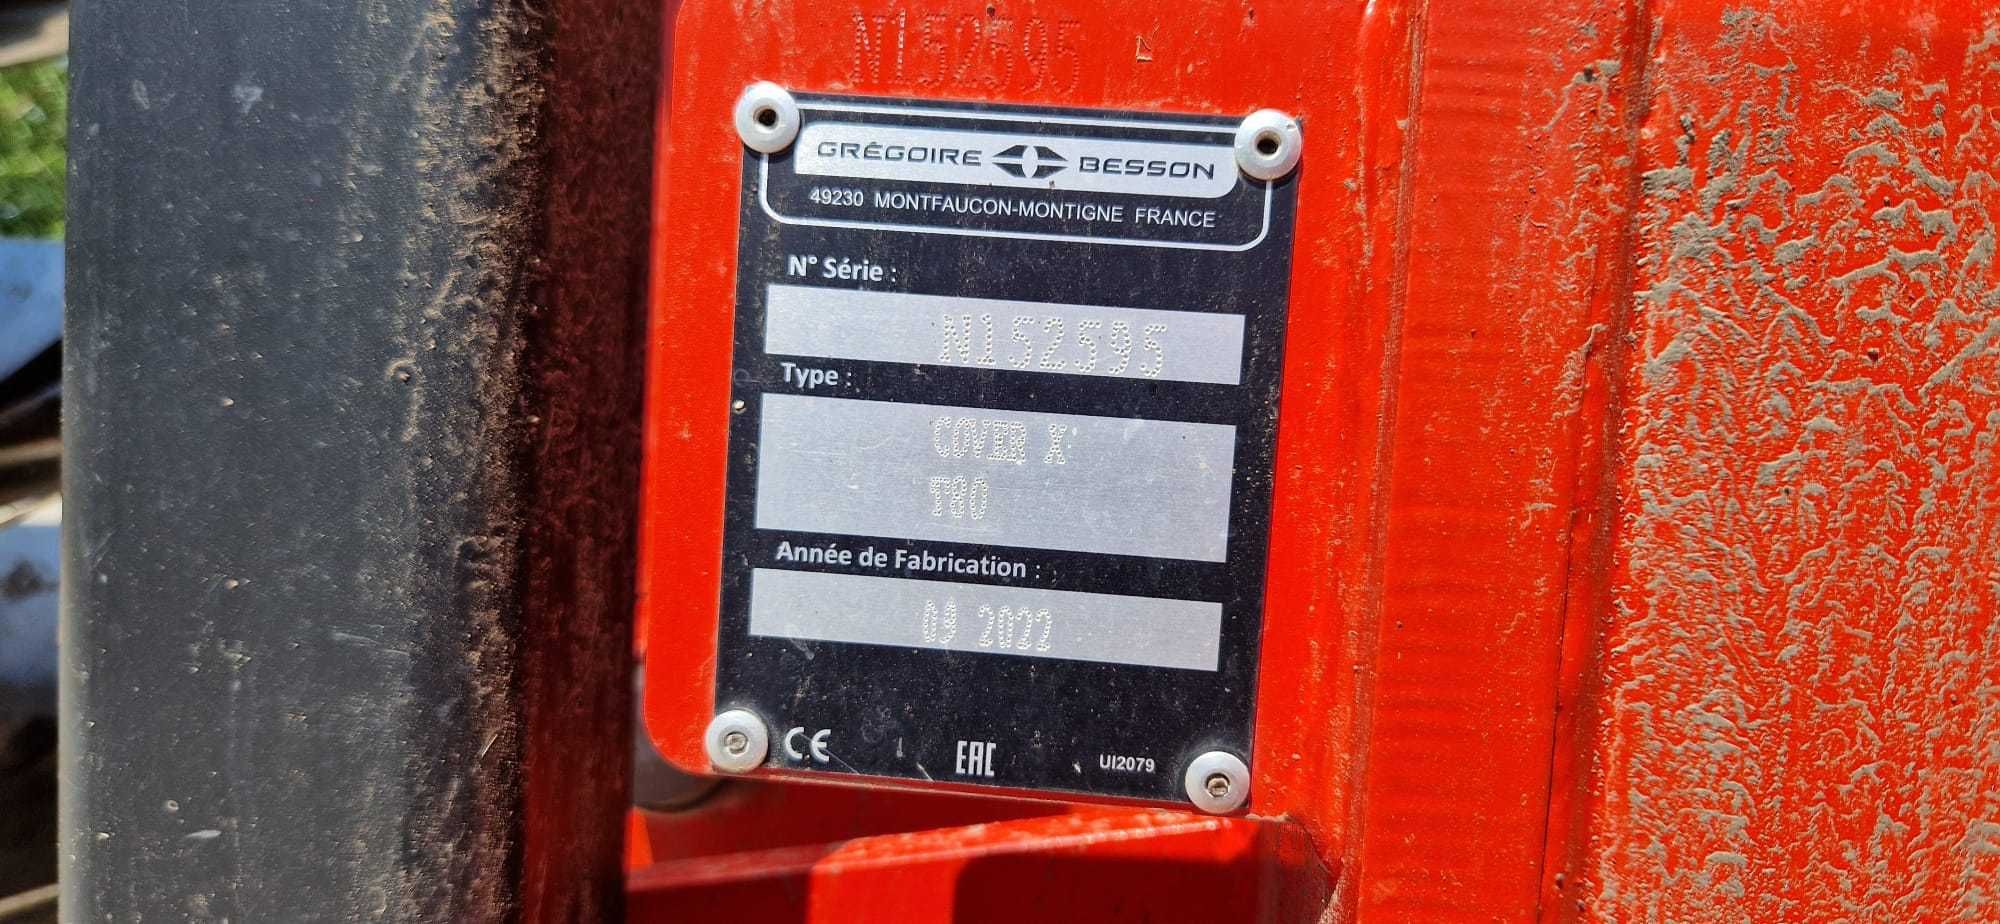 N152595
GRÉGOIRE BESSON
49230 MONTFAUCON-MONTIGNE FRANCE
N° Série :
N152595
Type :
COVER X
580
Année de Fabrication :
09 2022
CE
EAC
UI2079